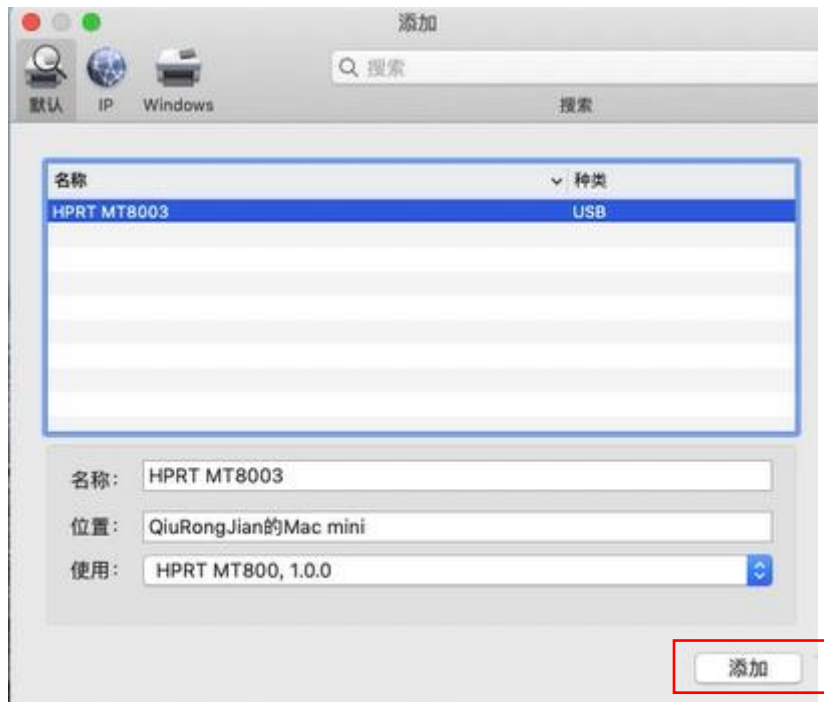 添加
搜索
默认 IP Windows 搜索
名称 种类
HPRT MT8003 USB
名称: HPRT MT8003
位置: QiuRongJian的Mac mini
使用: HPRT MT800, 1.0.0
添加